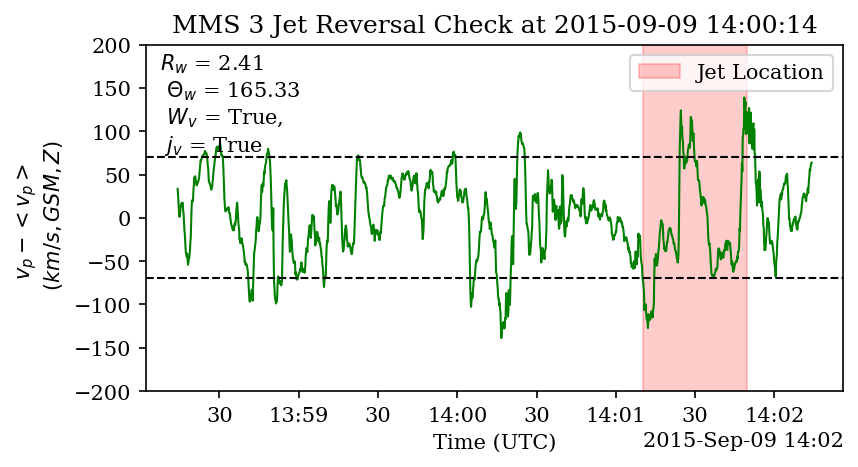 MMS 3 Jet Reversal Check at 2015-09-09 14:00:14
R_w = 2.41
Θ_w = 165.33
W_v = True,
j_v = True
Jet Location
v_p − < v_p >
(km/s, GSM, Z)
200
150
100
50
0
−50
−100
−150
−200
30 13:59 30 14:00 30 14:01 30 14:02
Time (UTC)
2015-Sep-09 14:02